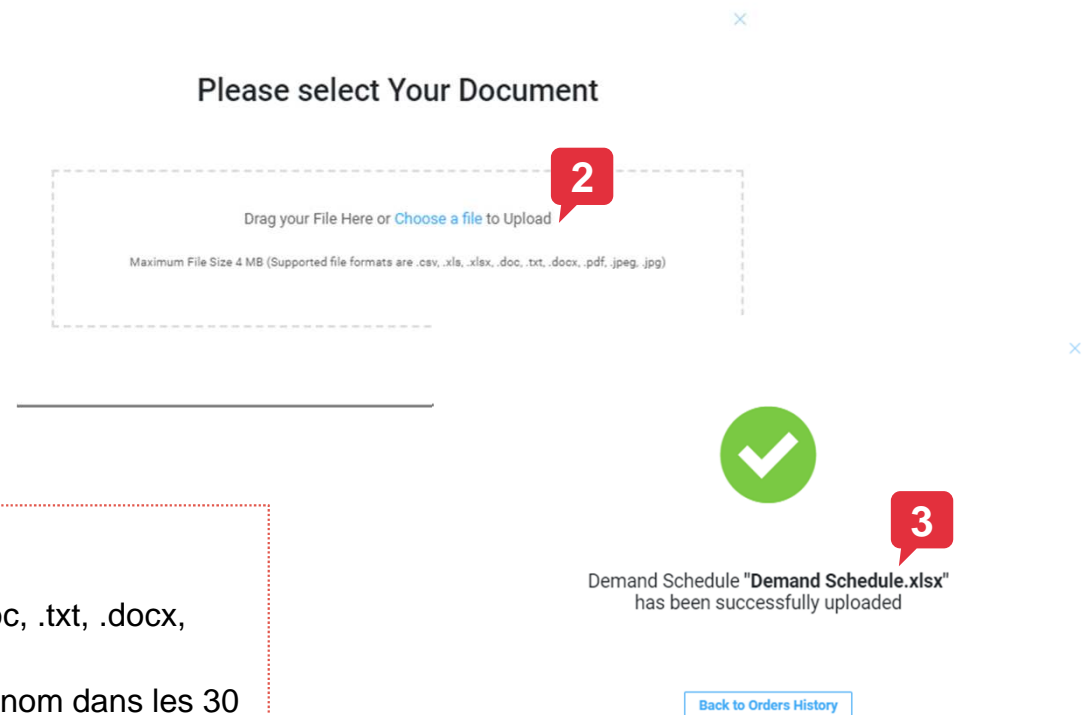 Please select Your Document
2
Drag your File Here or Choose a file to Upload
Maximum File Size 4 MB (Supported file formats are .csv, .xls, .xlsx, .doc, .txt, .docx, .pdf, .jpeg, .jpg)
3
Demand Schedule "Demand Schedule.xlsx"
has been successfully uploaded
Back to Orders History
.txt, .docx,
nom dans les 30